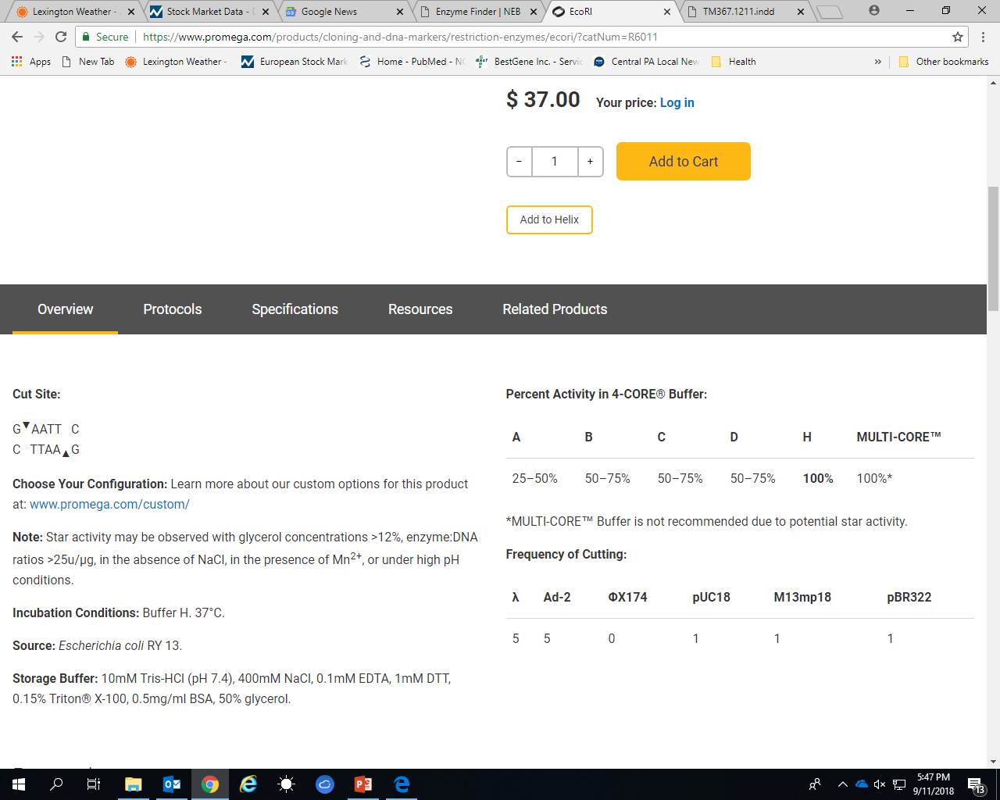 Lexington Weather -
Stock Market Data -
Google News
Enzyme Finder | NEB
EcoRI
TM367.1211.indd
Secure
https://www.promega.com/products/cloning-and-dna-markers/restriction-enzymes/ecori/?catNum=R6011
Apps
New Tab
Lexington Weather -
European Stock Mark
Home - PubMed - NC
BestGene Inc. - Servic
Central PA Local New
Health
»
Other bookmarks
$ 37.00 Your price: Log in
- 1 +
Add to Cart
Add to Helix
Overview Protocols Specifications Resources Related Products
Cut Site:
G▼AATT C
C TTAA▲G
Choose Your Configuration: Learn more about our custom options for this product
at: www.promega.com/custom/
Note: Star activity may be observed with glycerol concentrations >12%, enzyme:DNA
ratios >25u/µg, in the absence of NaCl, in the presence of Mn2+, or under high pH
conditions.
Incubation Conditions: Buffer H. 37°C.
Source: Escherichia coli RY 13.
Storage Buffer: 10mM Tris-HCl (pH 7.4), 400mM NaCl, 0.1mM EDTA, 1mM DTT,
0.15% Triton® X-100, 0.5mg/ml BSA, 50% glycerol.
Percent Activity in 4-CORE® Buffer:
A B C D H MULTI-CORE™
25–50% 50–75% 50–75% 50–75% 100% 100%*
*MULTI-CORE™ Buffer is not recommended due to potential star activity.
Frequency of Cutting:
λ Ad-2 ΦX174 pUC18 M13mp18 pBR322
5 5 0 1 1 1
5:47 PM
9/11/2018
13